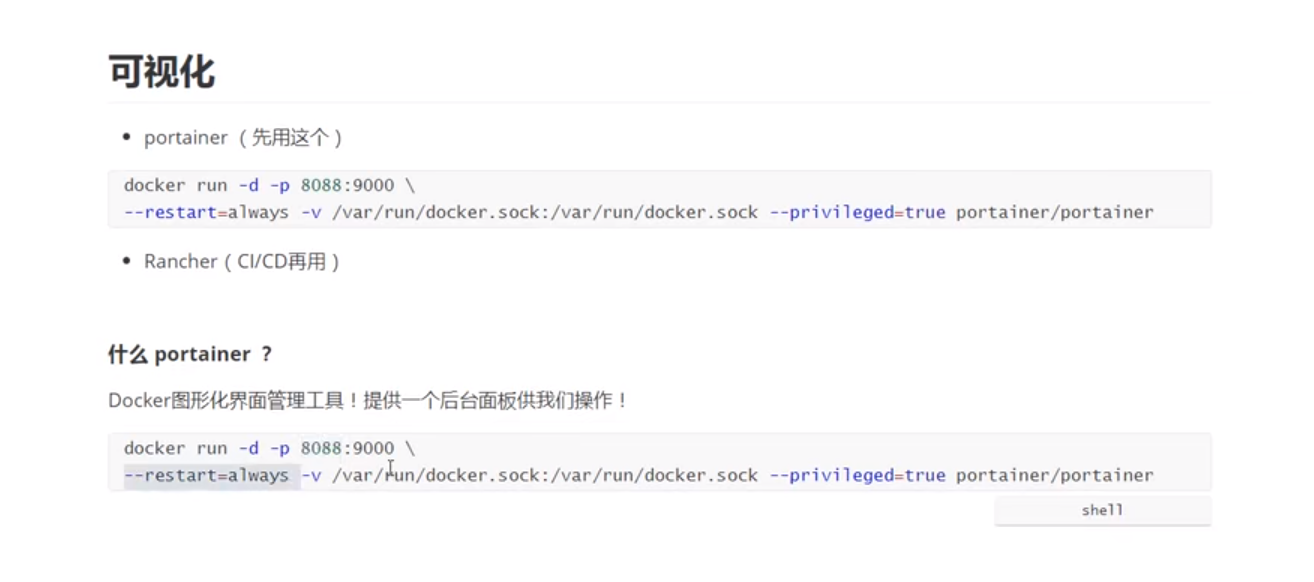 可视化
portainer （先用这个）
docker run -d -p 8088:9000 \
--restart=always -v /var/run/docker.sock:/var/run/docker.sock --privileged=true portainer/portainer
Rancher（CI/CD再用）
什么 portainer ？
Docker图形化界面管理工具！提供一个后台面板供我们操作！
docker run -d -p 8088:9000 \
--restart=always -v /var/run/docker.sock:/var/run/docker.sock --privileged=true portainer/portainer
shell